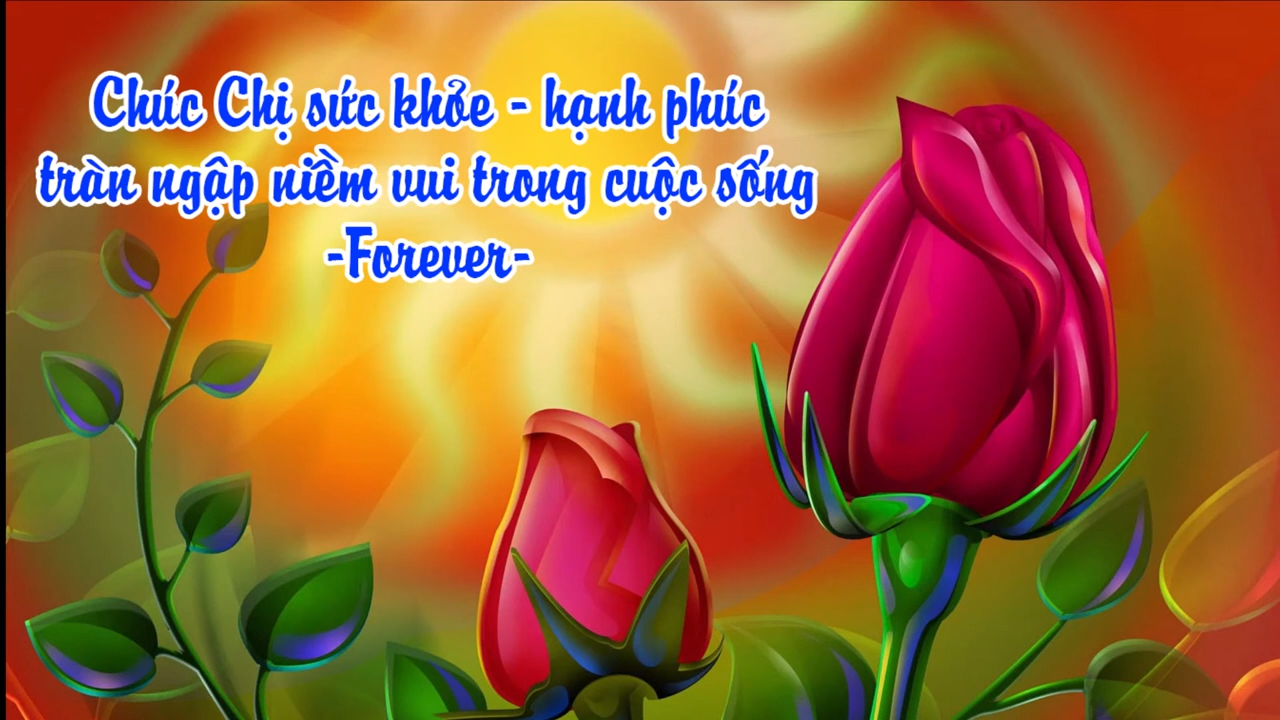 Chúc Chị sức khỏe - hạnh phúc
tràn ngập niềm vui trong cuộc sống
-Forever-